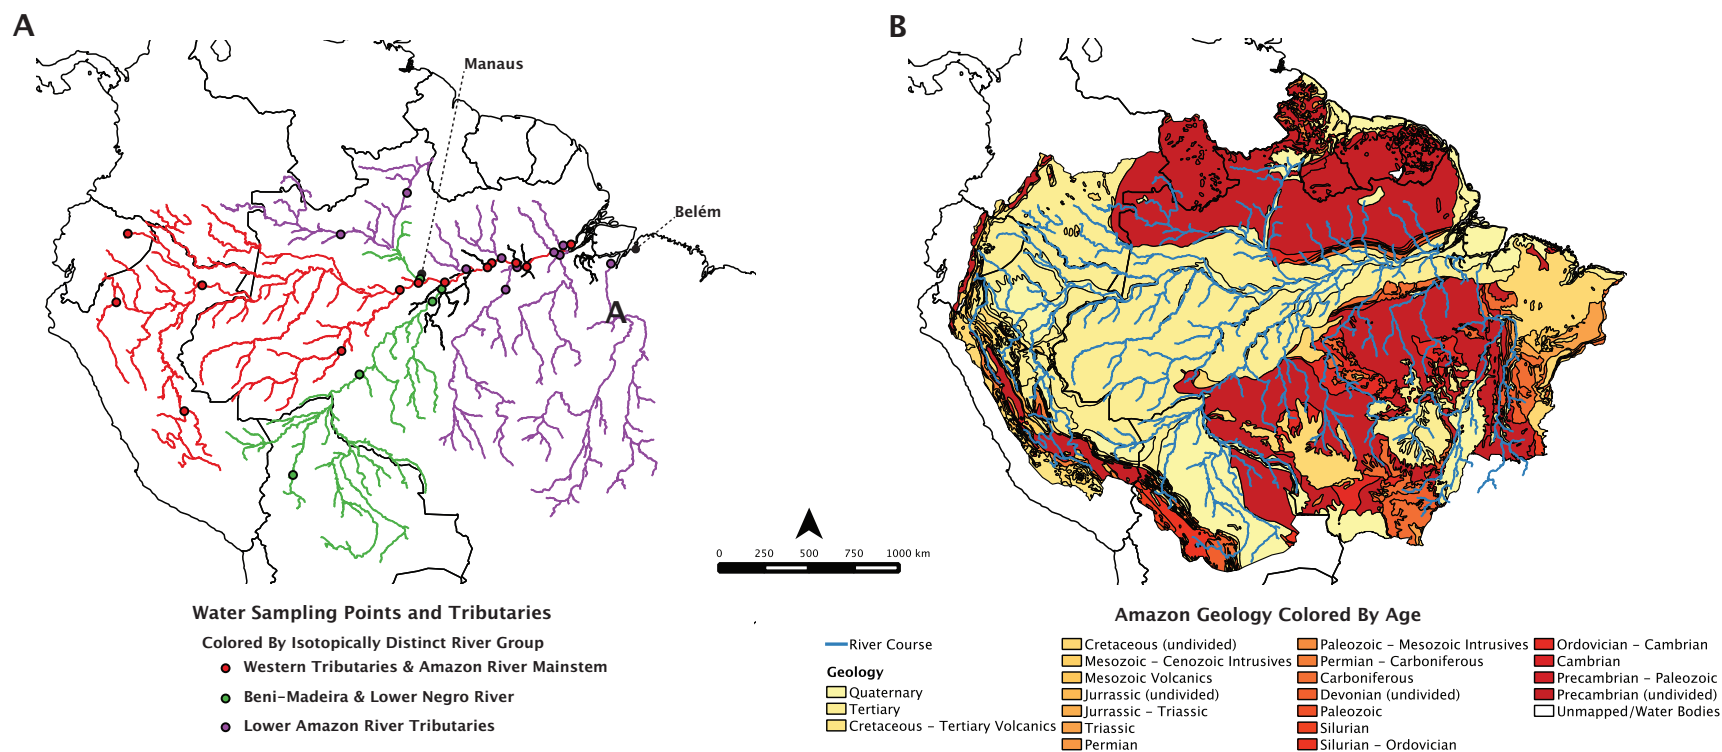 A
B
Manaus
Belém
A
0 250 500 750 1000 km
Water Sampling Points and Tributaries
Colored By Isotopically Distinct River Group
Western Tributaries & Amazon River Mainstem
Beni-Madeira & Lower Negro River
Lower Amazon River Tributaries
Amazon Geology Colored By Age
River Course
Geology
Quaternary
Tertiary
Cretaceous - Tertiary Volcanics
Cretaceous (undivided)
Mesozoic - Cenozoic Intrusives
Mesozoic Volcanics
Jurrassic (undivided)
Jurrassic - Triassic
Triassic
Permian
Paleozoic - Mesozoic Intrusives
Permian - Carboniferous
Carboniferous
Devonian (undivided)
Paleozoic
Silurian
Silurian - Ordovician
Ordovician - Cambrian
Cambrian
Precambrian - Paleozoic
Precambrian (undivided)
Unmapped/Water Bodies